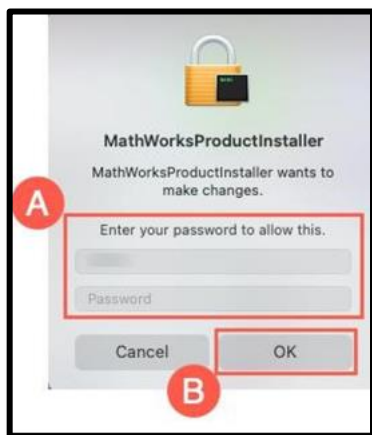 MathWorksProductInstaller
MathWorksProductInstaller wants to
make changes.
A
Enter your password to allow this.
Password
Cancel
OK
B